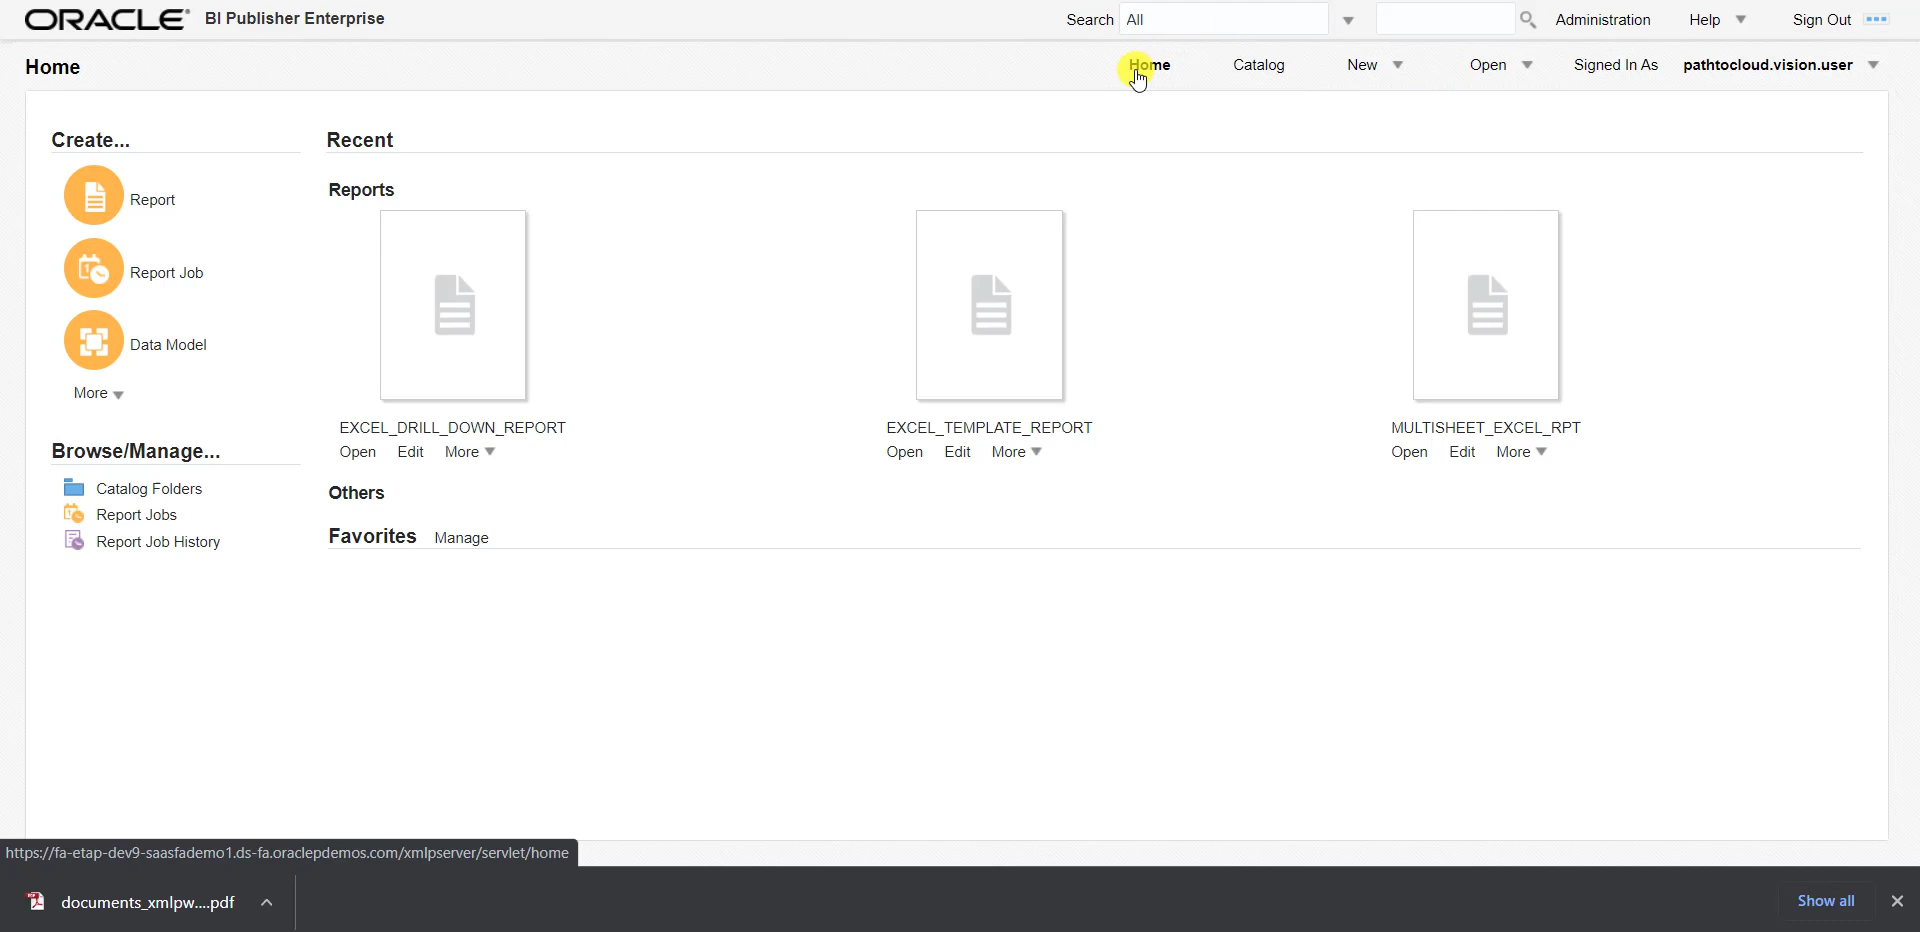 ORACLE® BI Publisher Enterprise Search All Administration Help Sign Out
Home Home Catalog New Open Signed In As pathtocloud.vision.user
Create...
Report
Report Job
Data Model
More
Browse/Manage...
Catalog Folders
Report Jobs
Report Job History
Recent
Reports
EXCEL_DRILL_DOWN_REPORT EXCEL_TEMPLATE_REPORT MULTISHEET_EXCEL_RPT
Open Edit More Open Edit More Open Edit More
Others
Favorites Manage
https://fa-etap-dev9-saasfademo1.ds-fa.oraclepdemos.com/xmlpserver/servlet/home
documents_xmlpw....pdf Show all